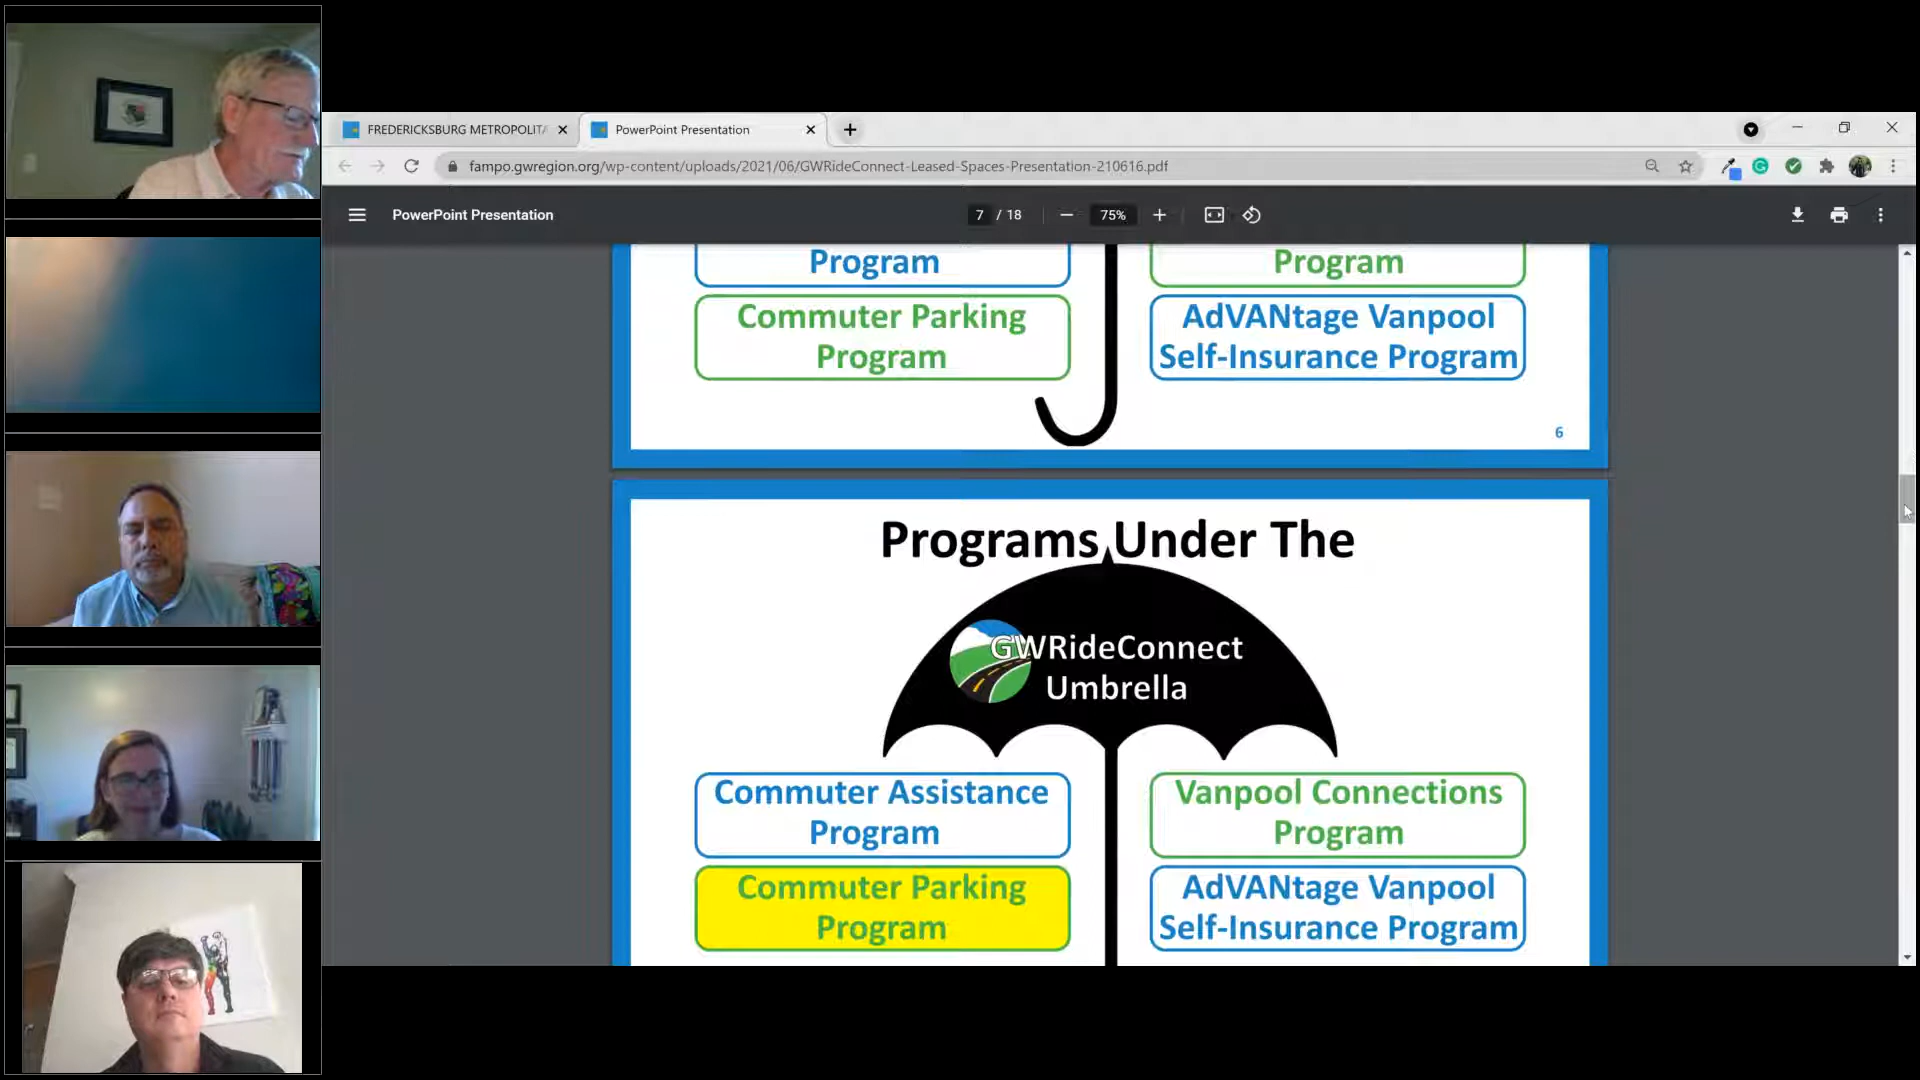 FREDERICKSBURG METROPOLITA
PowerPoint Presentation
fampo.gwregion.org/wp-content/uploads/2021/06/GWRideConnect-Leased-Spaces-Presentation-210616.pdf
PowerPoint Presentation
7 / 18
75%
Program
Program
Commuter Parking
Program
AdVANtage Vanpool
Self-Insurance Program
6
Programs Under The
GWRideConnect
Umbrella
Commuter Assistance
Program
Vanpool Connections
Program
Commuter Parking
Program
AdVANtage Vanpool
Self-Insurance Program